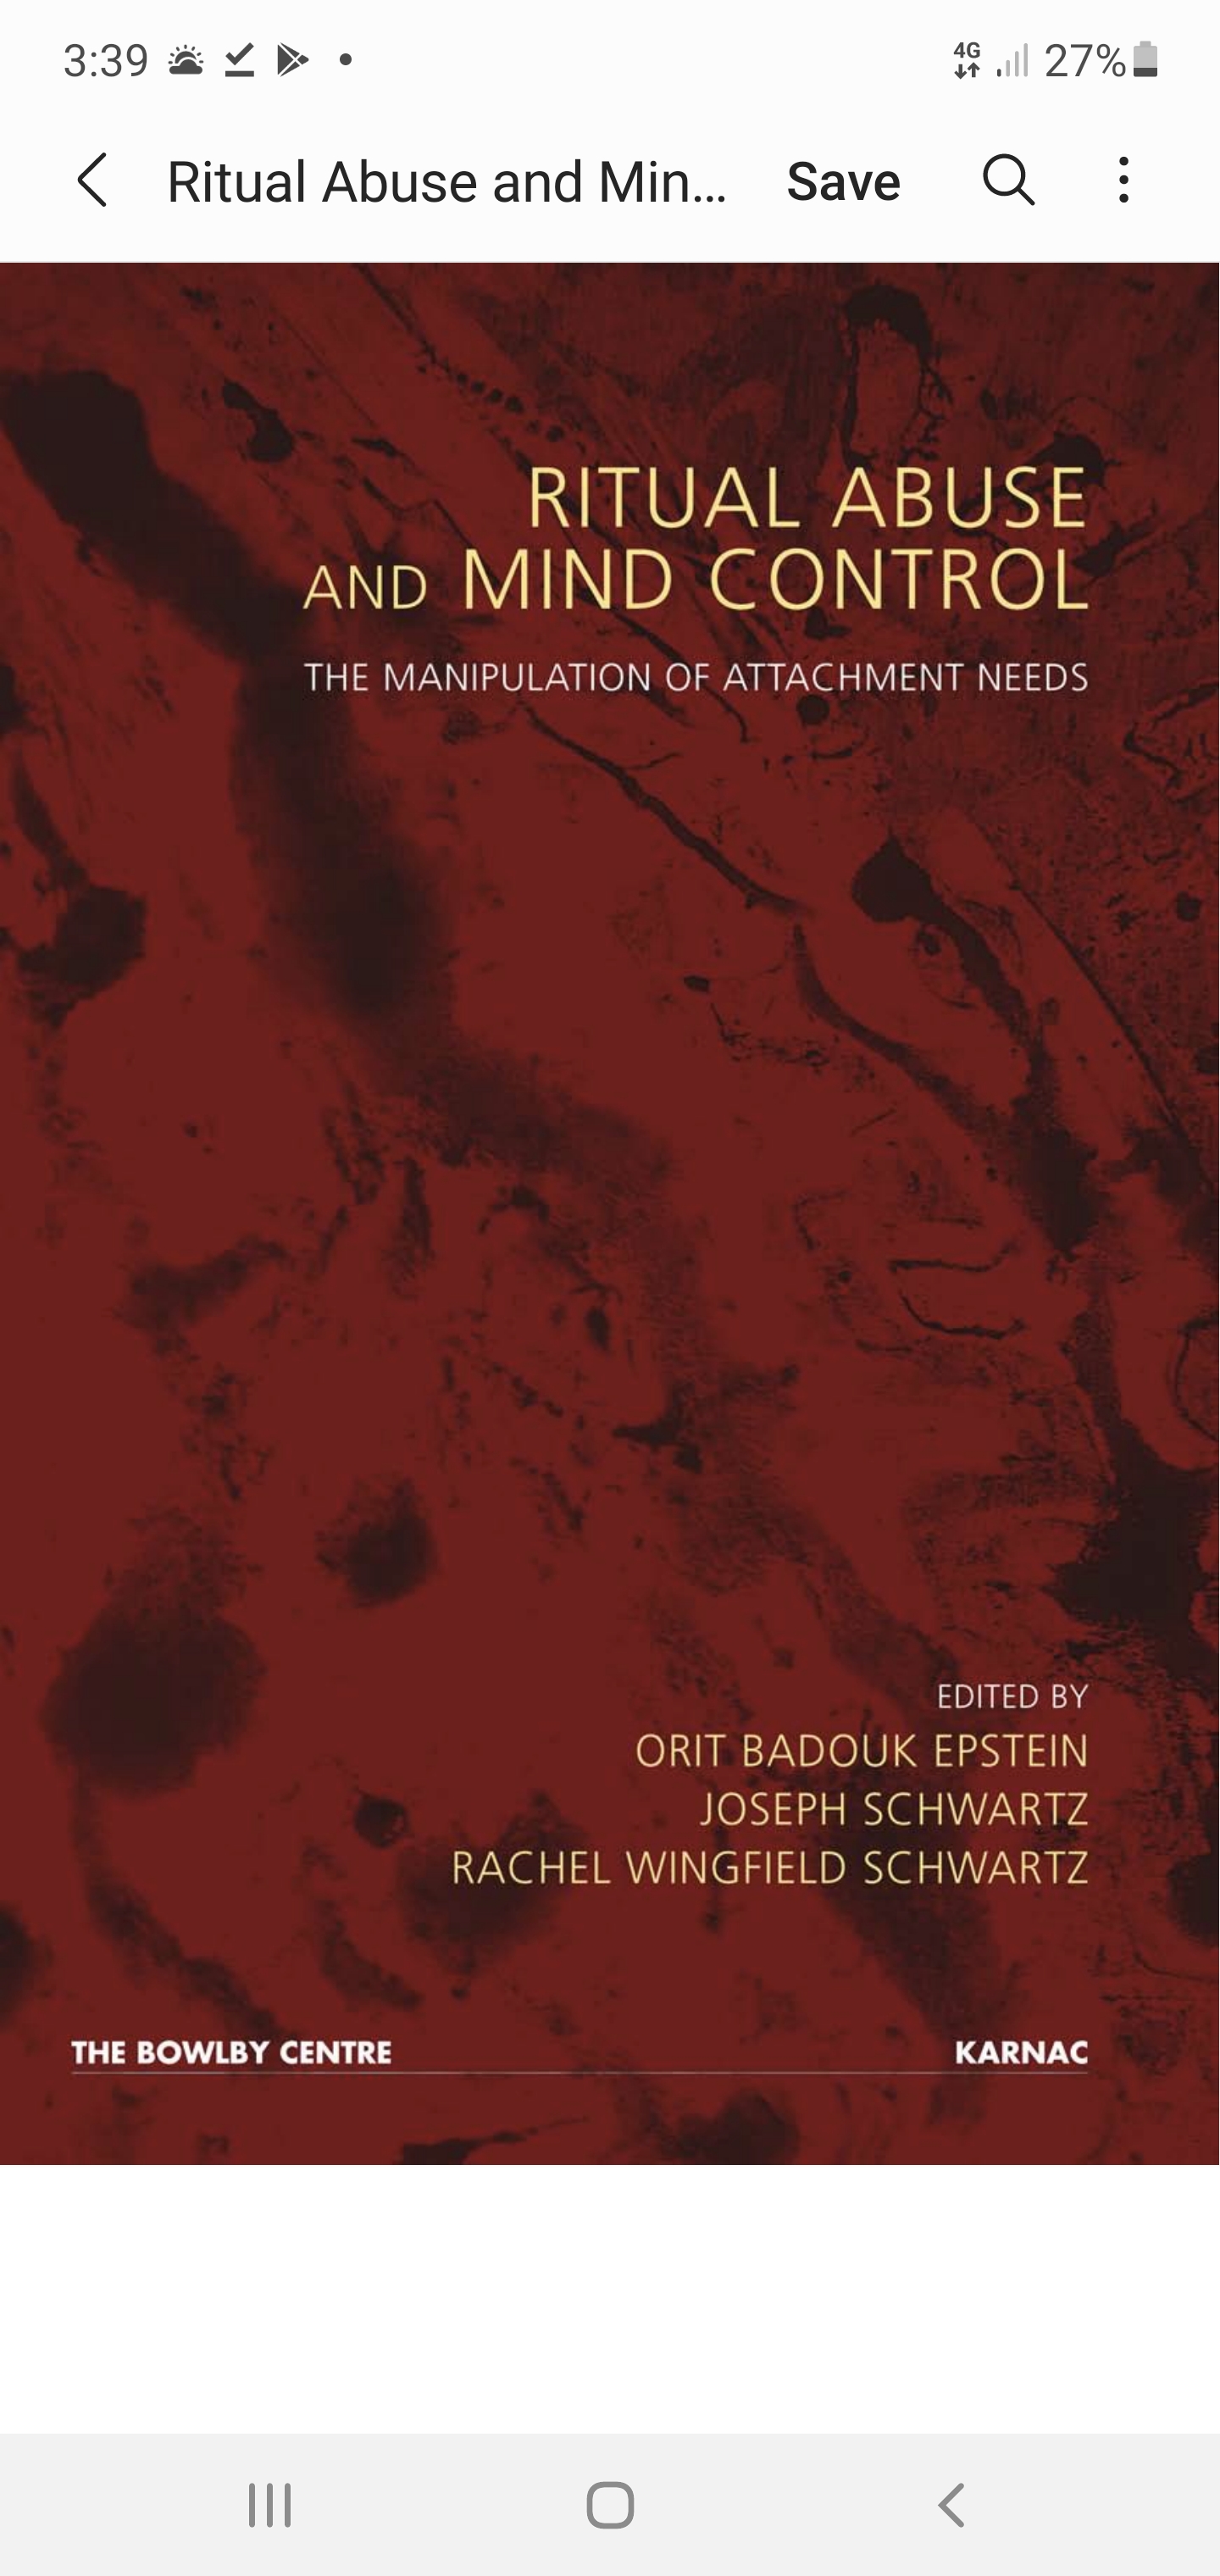 3:39
4G
27%
Ritual Abuse and Min...
Save
RITUAL ABUSE
AND MIND CONTROL
THE MANIPULATION OF ATTACHMENT NEEDS
EDITED BY
ORIT BADOUK EPSTEIN
JOSEPH SCHWARTZ
RACHEL WINGFIELD SCHWARTZ
THE BOWLBY CENTRE
KARNAC